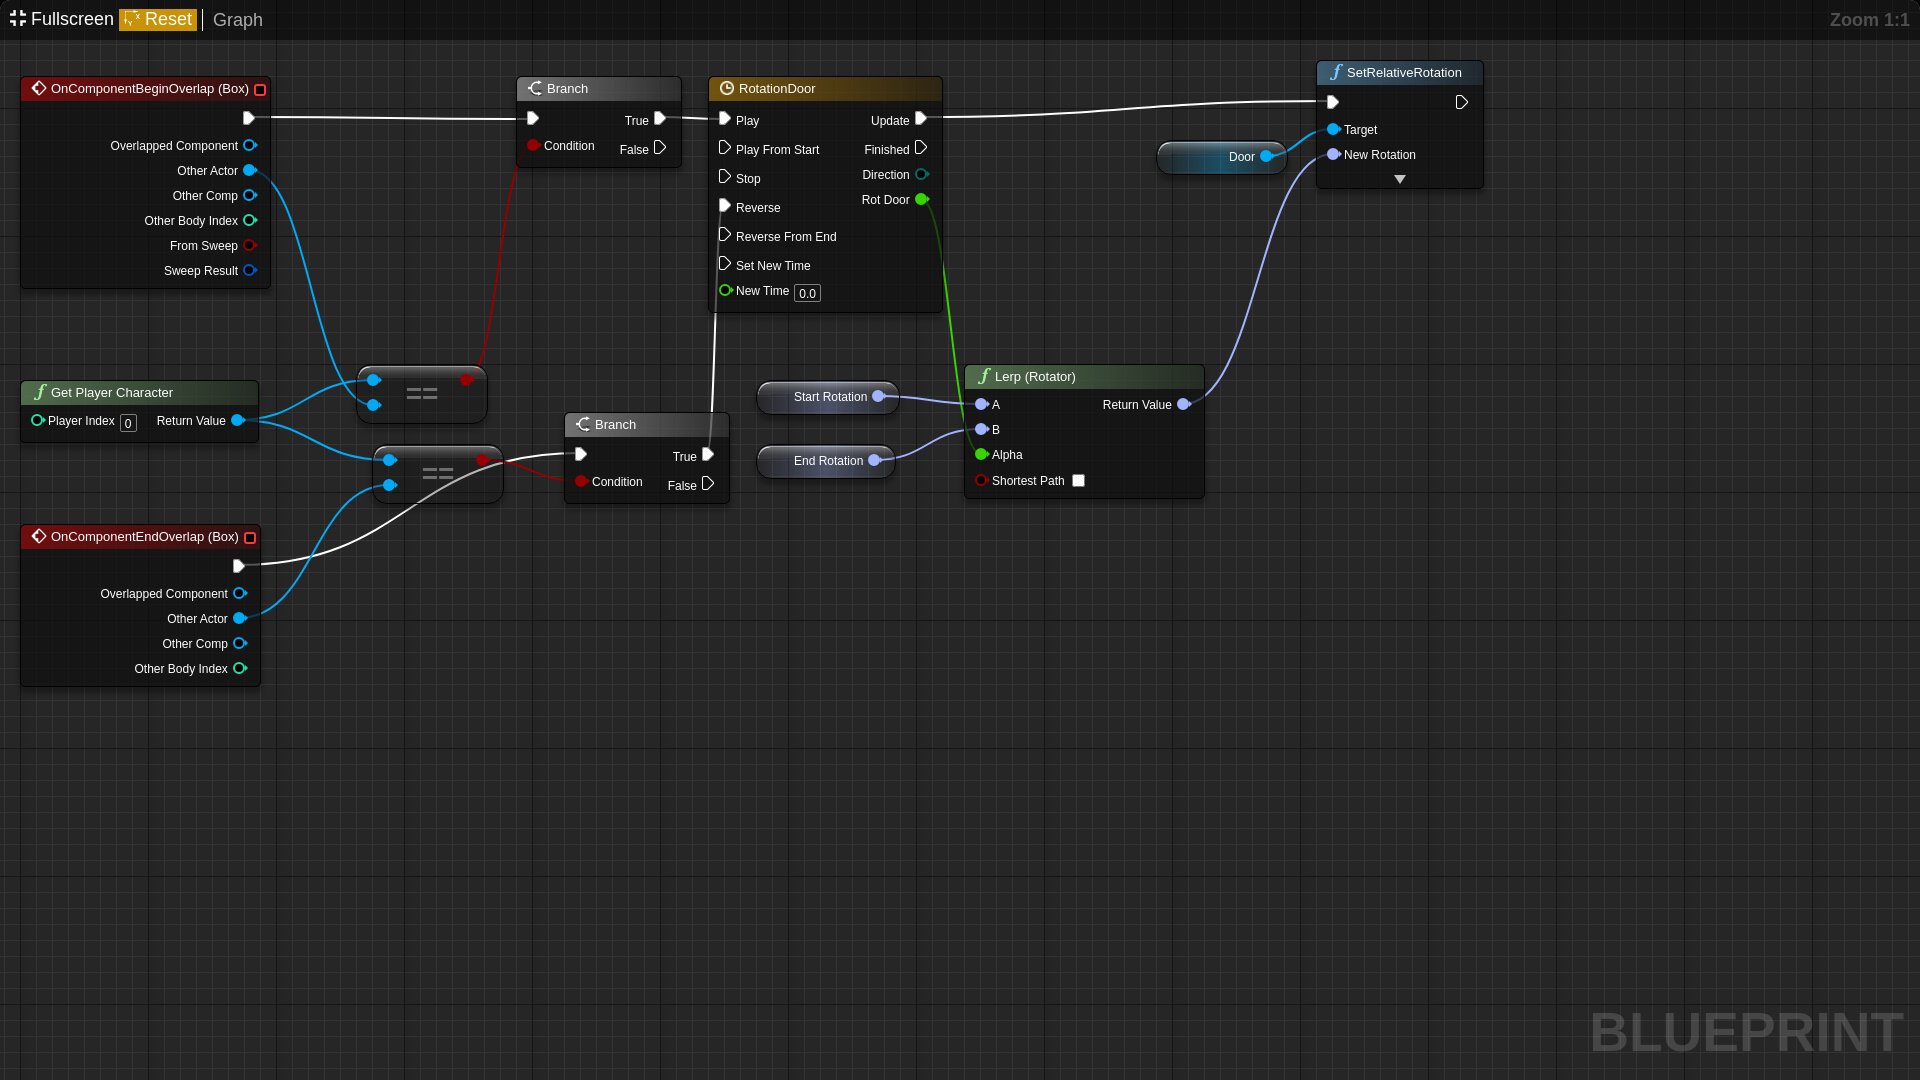 Fullscreen Reset Graph
Zoom 1:1
OnComponentBeginOverlap (Box)
Overlapped Component
Other Actor
Other Comp
Other Body Index
From Sweep
Sweep Result
Branch
True
Condition
False
RotationDoor
Play
Update
Play From Start
Finished
Stop
Direction
Reverse
Rot Door
Reverse From End
Set New Time
New Time 0.0
SetRelativeRotation
Target
New Rotation
Door
Get Player Character
Player Index 0 Return Value
==
==
Branch
True
Condition
False
Start Rotation
End Rotation
Lerp (Rotator)
A
Return Value
B
Alpha
Shortest Path
OnComponentEndOverlap (Box)
Overlapped Component
Other Actor
Other Comp
Other Body Index
BLUEPRINT